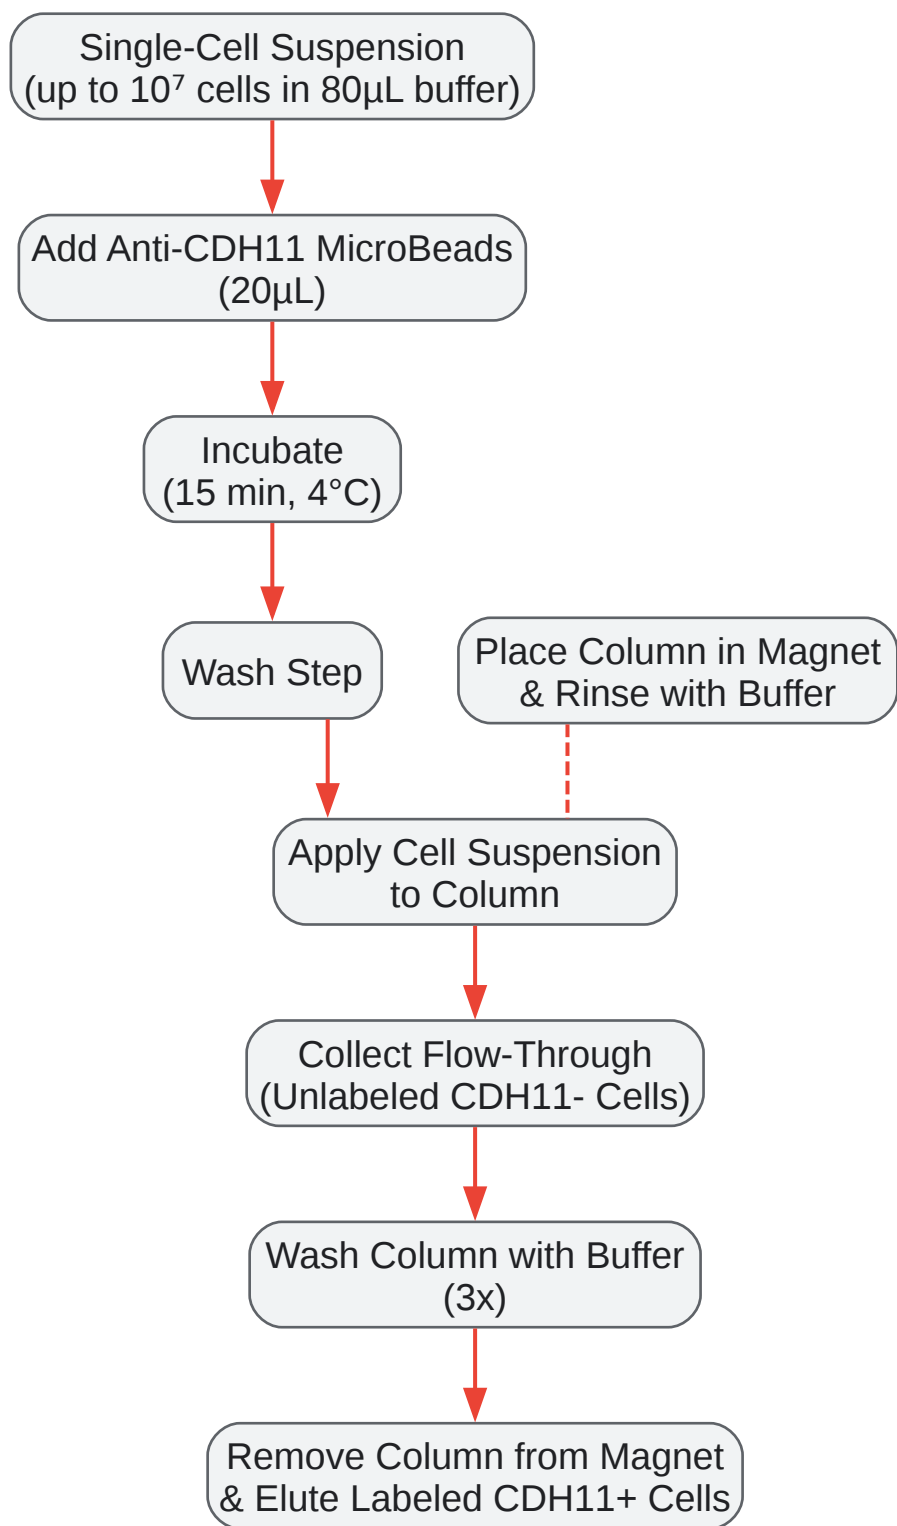 Single-Cell Suspension
(up to 10⁷ cells in 80µL buffer)
Add Anti-CDH11 MicroBeads
(20µL)
Incubate
(15 min, 4°C)
Wash Step
Place Column in Magnet
& Rinse with Buffer
Apply Cell Suspension
to Column
Collect Flow-Through
(Unlabeled CDH11- Cells)
Wash Column with Buffer
(3x)
Remove Column from Magnet
& Elute Labeled CDH11+ Cells